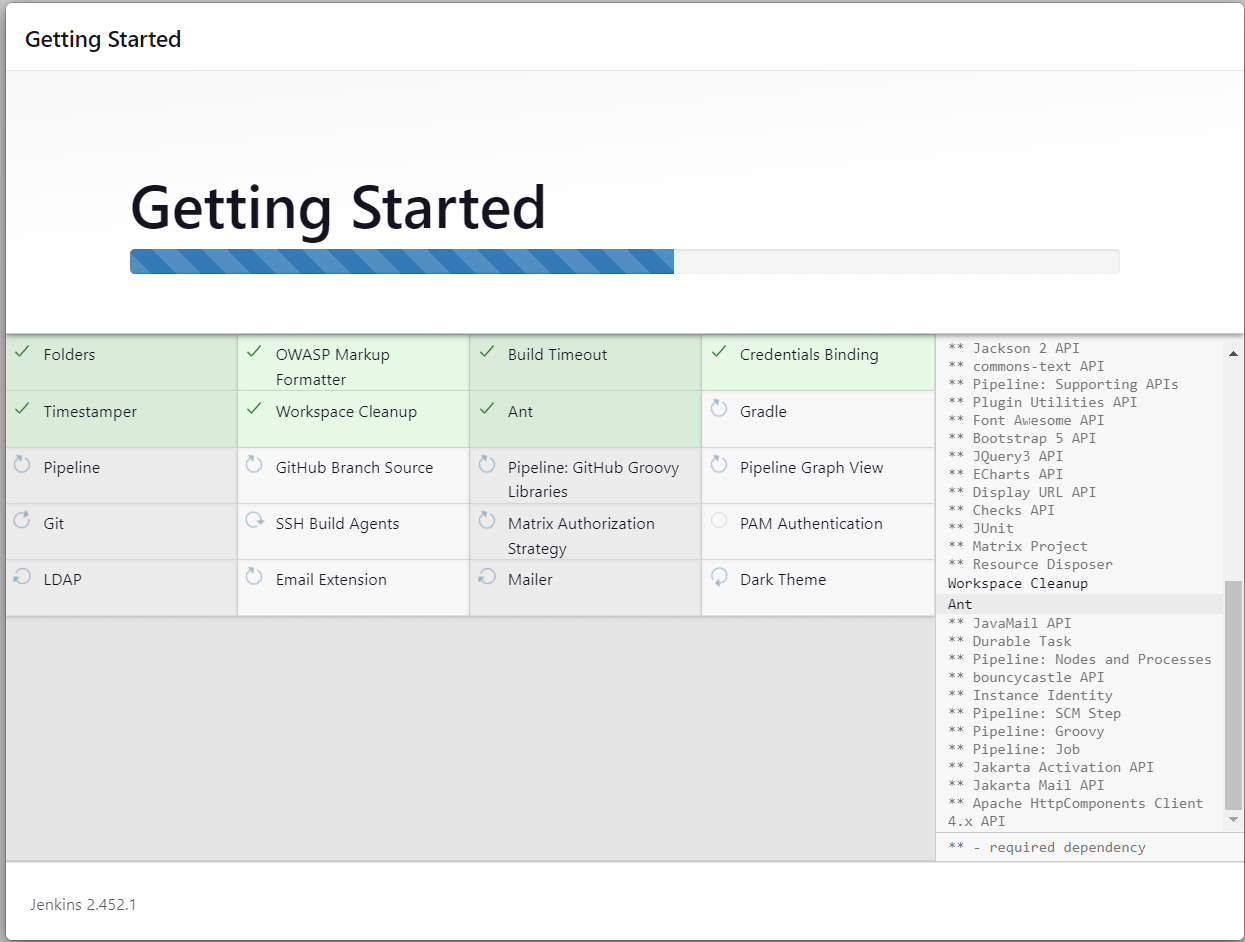 Getting Started
Getting Started
Folders
OWASP Markup
Formatter
Build Timeout
Credentials Binding
Timestamper
Workspace Cleanup
Ant
Gradle
Pipeline
GitHub Branch Source
Pipeline: GitHub Groovy
Libraries
Pipeline Graph View
Git
SSH Build Agents
Matrix Authorization
Strategy
PAM Authentication
LDAP
Email Extension
Mailer
Dark Theme
** Jackson 2 API
** commons-text API
** Pipeline: Supporting APIs
** Plugin Utilities API
** Font Awesome API
** Bootstrap 5 API
** JQuery3 API
** ECharts API
** Display URL API
** Checks API
** JUnit
** Matrix Project
** Resource Disposer
Workspace Cleanup
Ant
** JavaMail API
** Durable Task
** Pipeline: Nodes and Processes
** bouncycastle API
** Instance Identity
** Pipeline: SCM Step
** Pipeline: Groovy
** Pipeline: Job
** Jakarta Activation API
** Jakarta Mail API
** Apache HttpComponents Client
4.x API
** - required dependency
Jenkins 2.452.1